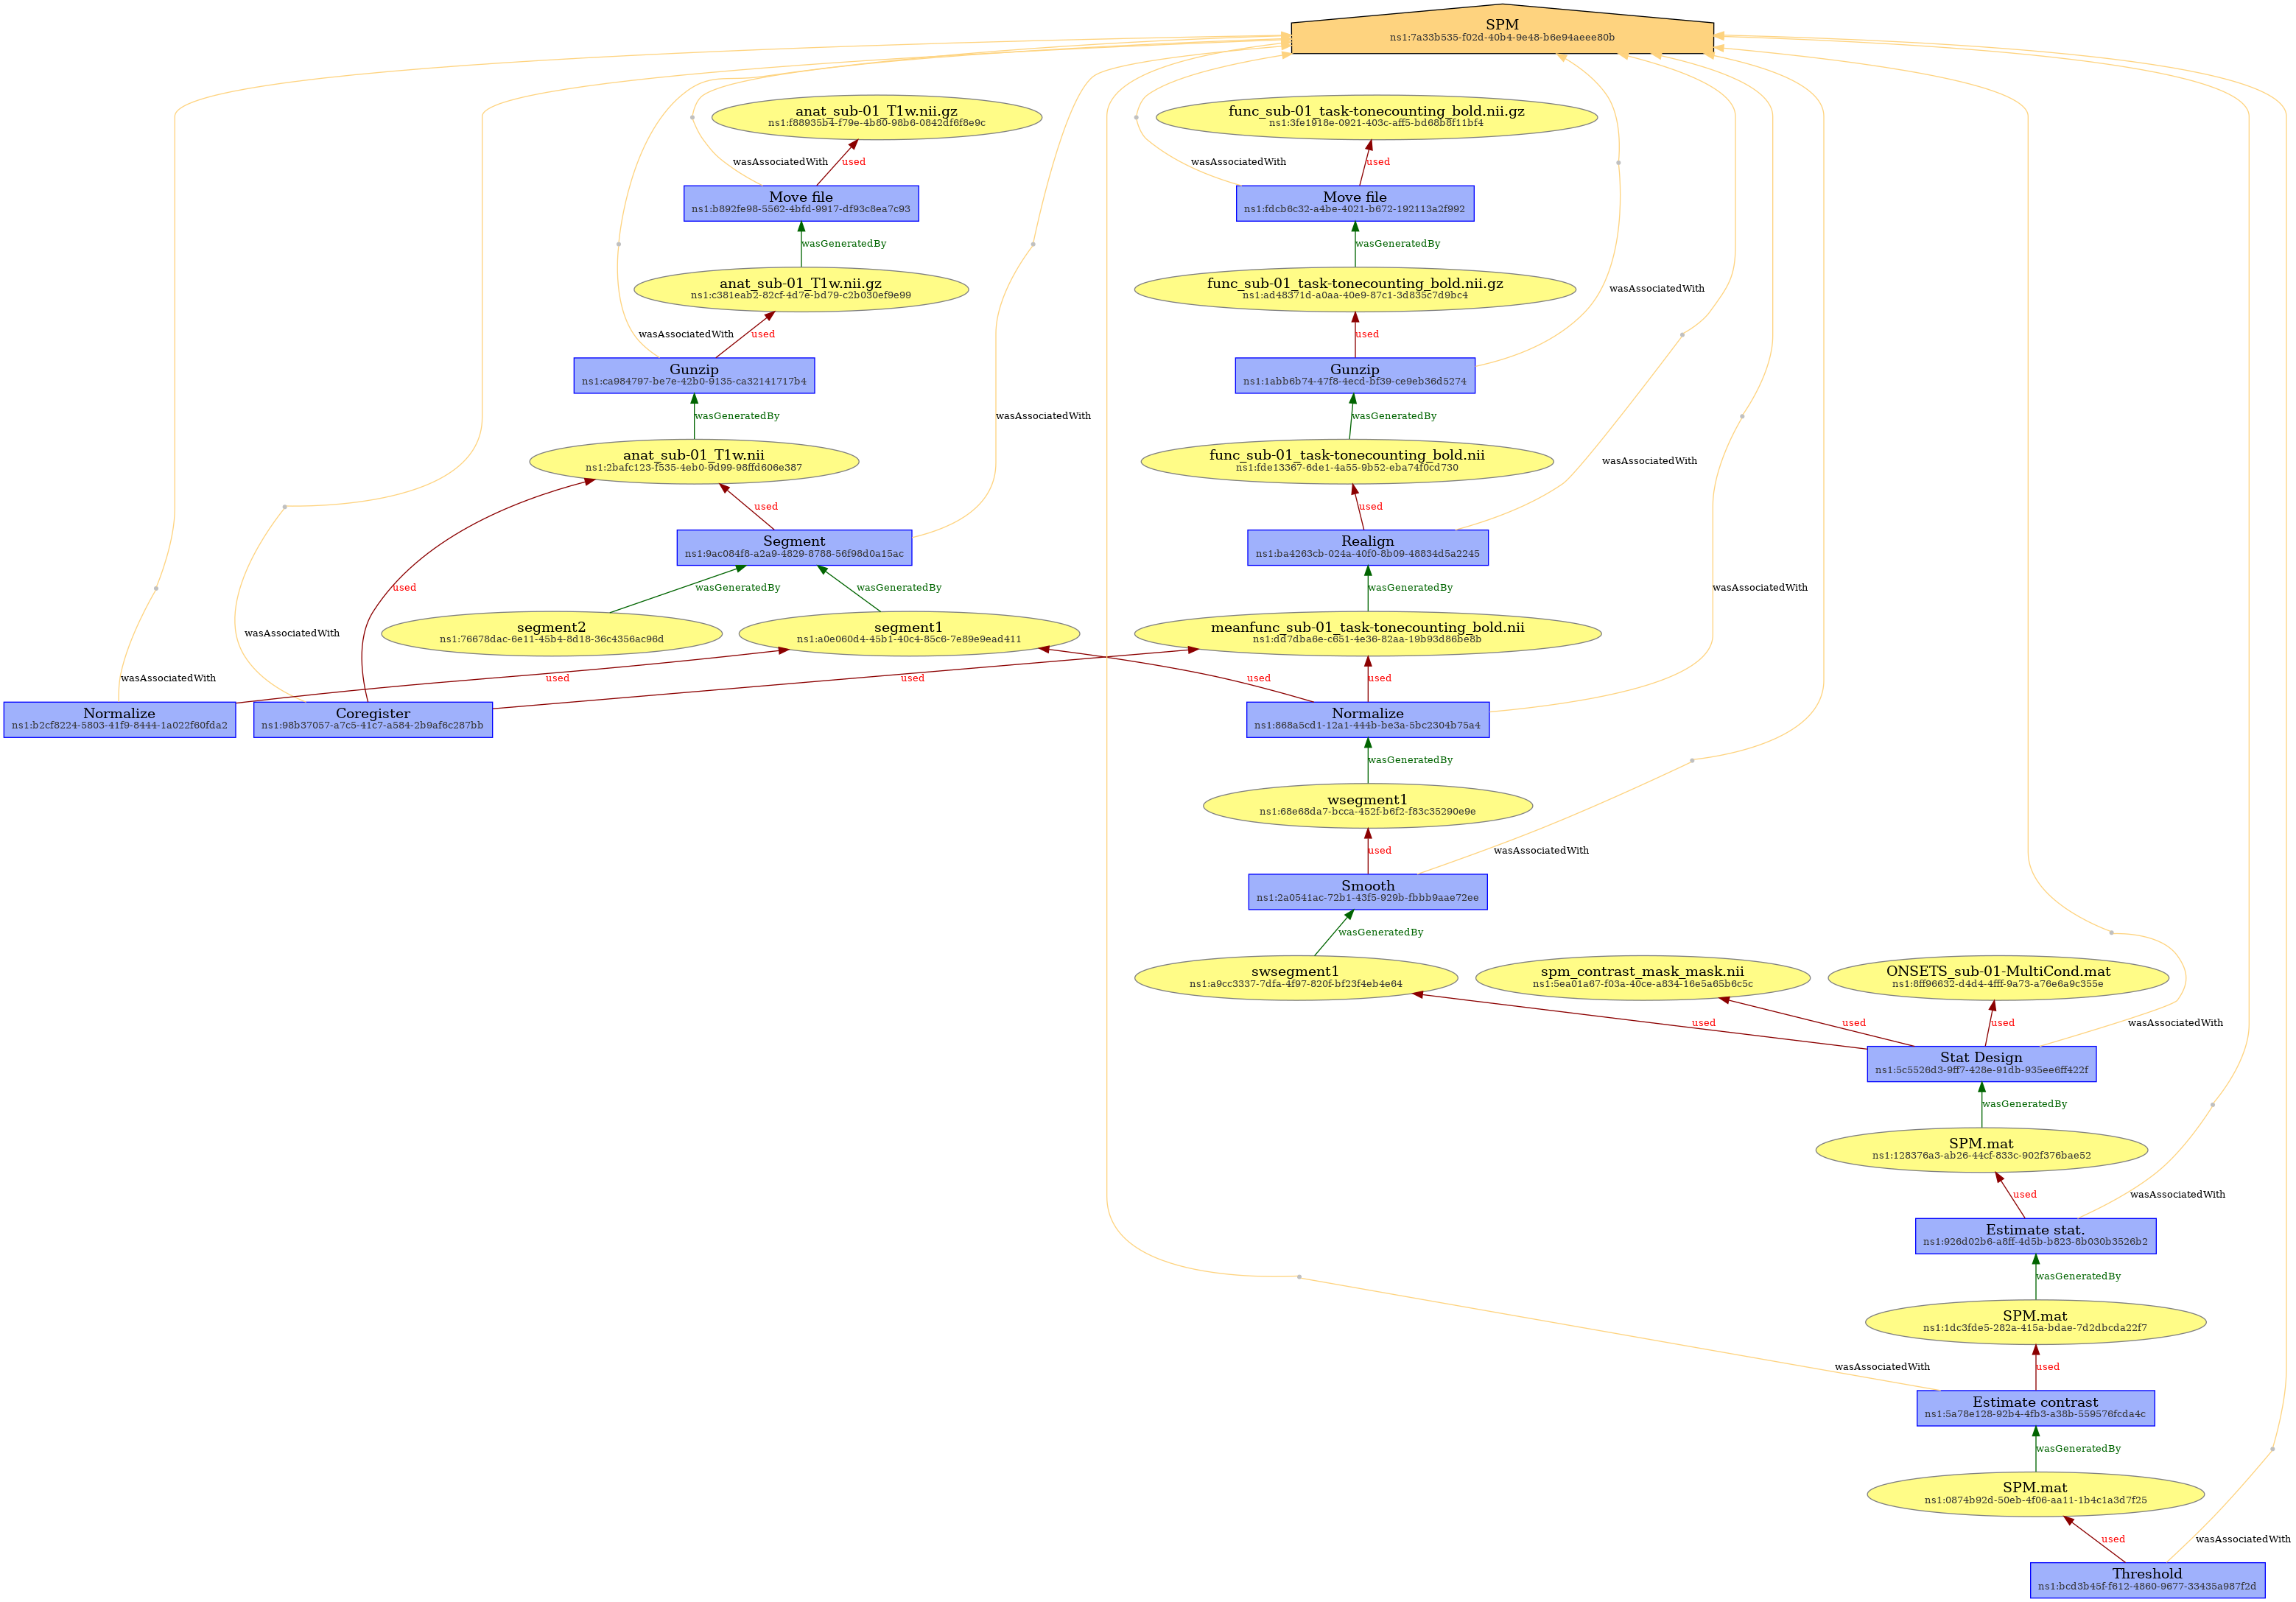 SPM
ns1:7a33b535-f02d-40b4-9e48-b6e94aeee80b
anat_sub-01_T1w.nii.gz
ns1:f88935b4-f79e-4b80-98b6-0842df6f8e9c
func_sub-01_task-tonecounting_bold.nii.gz
ns1:3fe1918e-0921-403c-aff5-bd68b8f11bf4
wasAssociatedWith
used
wasAssociatedWith
used
Move file
ns1:b892fe98-5562-4bfd-9917-df93c8ea7c93
Move file
ns1:fdcb6c32-a4be-4021-b672-192113a2f992
wasGeneratedBy
wasGeneratedBy
anat_sub-01_T1w.nii.gz
ns1:c381eab2-82cf-4d7e-bd79-c2b030ef9e99
func_sub-01_task-tonecounting_bold.nii.gz
ns1:ad48371d-a0aa-40e9-87c1-3d835c7d9bc4
wasAssociatedWith
wasAssociatedWith
used
used
Gunzip
ns1:ca984797-be7e-42b0-9135-ca32141717b4
Gunzip
ns1:1abb6b74-47f8-4ecd-bf39-ce9eb36d5274
wasGeneratedBy
wasAssociatedWith
wasGeneratedBy
anat_sub-01_T1w.nii
ns1:2bafc123-f535-4eb0-9d99-98ffd606e387
func_sub-01_task-tonecounting_bold.nii
ns1:fde13367-6de1-4a55-9b52-eba74f0cd730
wasAssociatedWith
used
used
Segment
ns1:9ac084f8-a2a9-4829-8788-56f98d0a15ac
Realign
ns1:ba4263cb-024a-40f0-8b09-48834d5a2245
used
wasGeneratedBy
wasGeneratedBy
wasGeneratedBy
wasAssociatedWith
segment2
ns1:76678dac-6e11-45b4-8d18-36c4356ac96d
segment1
ns1:a0e060d4-45b1-40c4-85c6-7e89e9ead411
meanfunc_sub-01_task-tonecounting_bold.nii
ns1:dd7dba6e-c651-4e36-82aa-19b93d86be8b
wasAssociatedWith
wasAssociatedWith
used
used
used
used
Normalize
ns1:b2cf8224-5803-41f9-8444-1a022f60fda2
Coregister
ns1:98b37057-a7c5-41c7-a584-2b9af6c287bb
Normalize
ns1:868a5cd1-12a1-444b-be3a-5bc2304b75a4
wasGeneratedBy
wsegment1
ns1:68e68da7-bcca-452f-b6f2-f83c35290e9e
used
wasAssociatedWith
Smooth
ns1:2a0541ac-72b1-43f5-929b-fbbb9aae72ee
wasGeneratedBy
swsegment1
ns1:a9cc3337-7dfa-4f97-820f-bf23f4eb4e64
spm_contrast_mask_mask.nii
ns1:5ea01a67-f03a-40ce-a834-16e5a65b6c5c
ONSETS_sub-01-MultiCond.mat
ns1:8ff96632-d4d4-4fff-9a73-a76e6a9c355e
used
used
used
wasAssociatedWith
Stat Design
ns1:5c5526d3-9ff7-428e-91db-935ee6ff422f
wasGeneratedBy
SPM.mat
ns1:128376a3-ab26-44cf-833c-902f376bae52
used
wasAssociatedWith
Estimate stat.
ns1:926d02b6-a8ff-4d5b-b823-8b030b3526b2
wasGeneratedBy
SPM.mat
ns1:1dc3fde5-282a-415a-bdae-7d2dbcda22f7
wasAssociatedWith
used
Estimate contrast
ns1:5a78e128-92b4-4fb3-a38b-559576fcda4c
wasGeneratedBy
SPM.mat
ns1:0874b92d-50eb-4f06-aa11-1b4c1a3d7f25
used
wasAssociatedWith
Threshold
ns1:bcd3b45f-f612-4860-9677-33435a987f2d